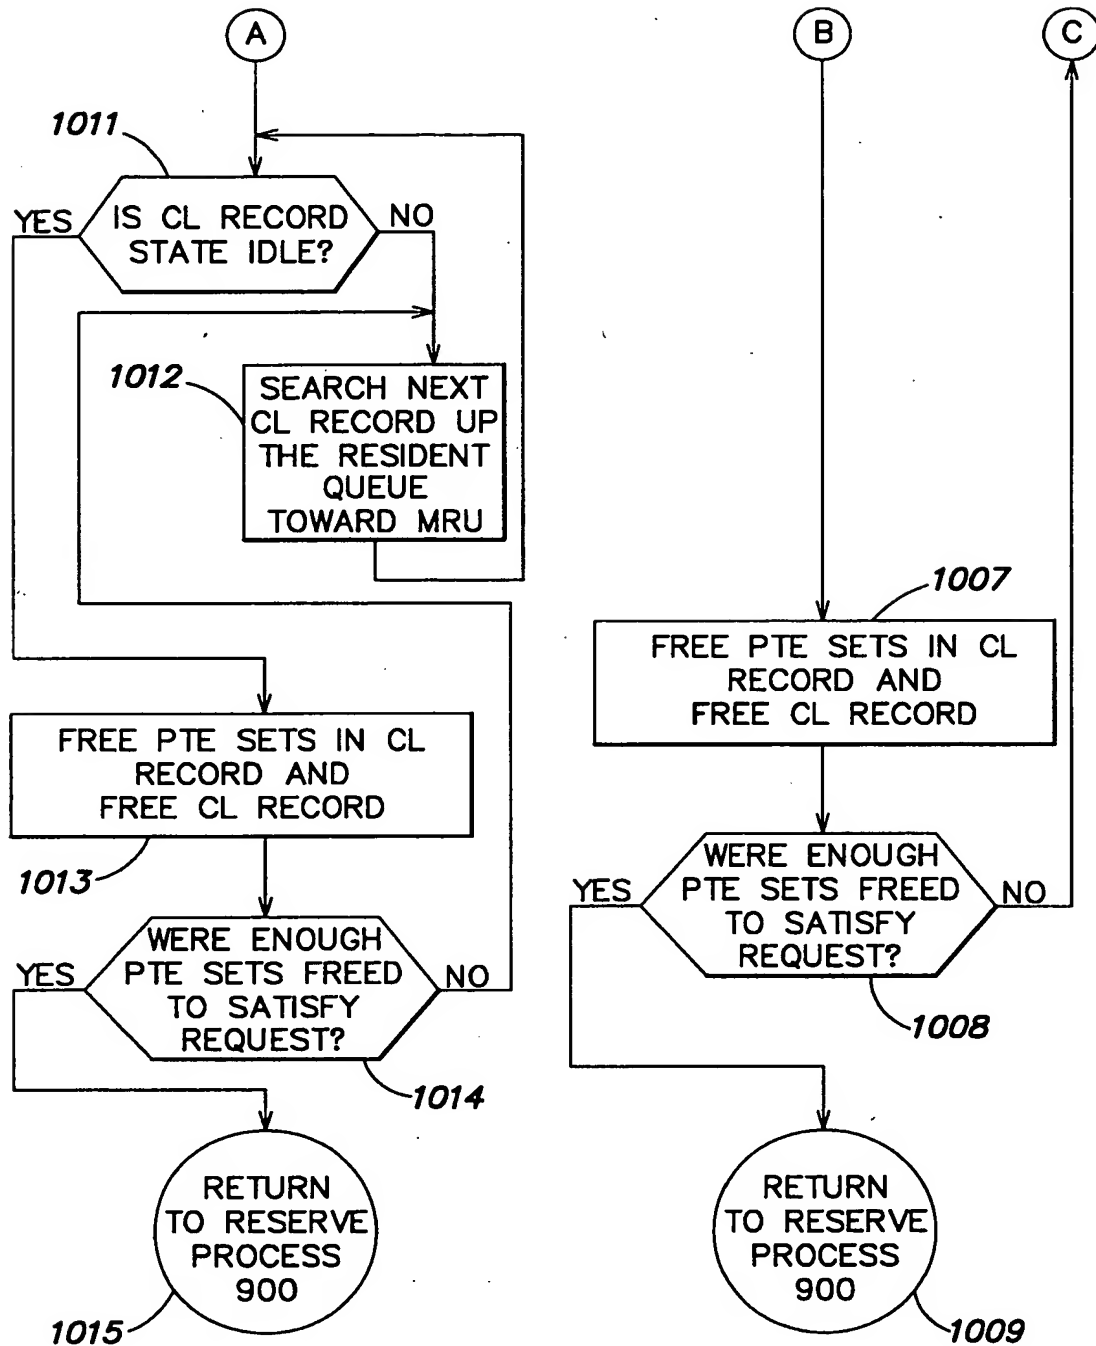 A
B
C
1011
YES
IS CL RECORD
STATE IDLE?
NO
1012
SEARCH NEXT
CL RECORD UP
THE RESIDENT
QUEUE
TOWARD MRU
1007
FREE PTE SETS IN CL
RECORD AND
FREE CL RECORD
FREE PTE SETS IN CL
RECORD AND
FREE CL RECORD
1013
YES
WERE ENOUGH
PTE SETS FREED
TO SATISFY
REQUEST?
NO
1008
YES
WERE ENOUGH
PTE SETS FREED
TO SATISFY
REQUEST?
NO
1014
RETURN
TO RESERVE
PROCESS
900
1015
RETURN
TO RESERVE
PROCESS
900
1009